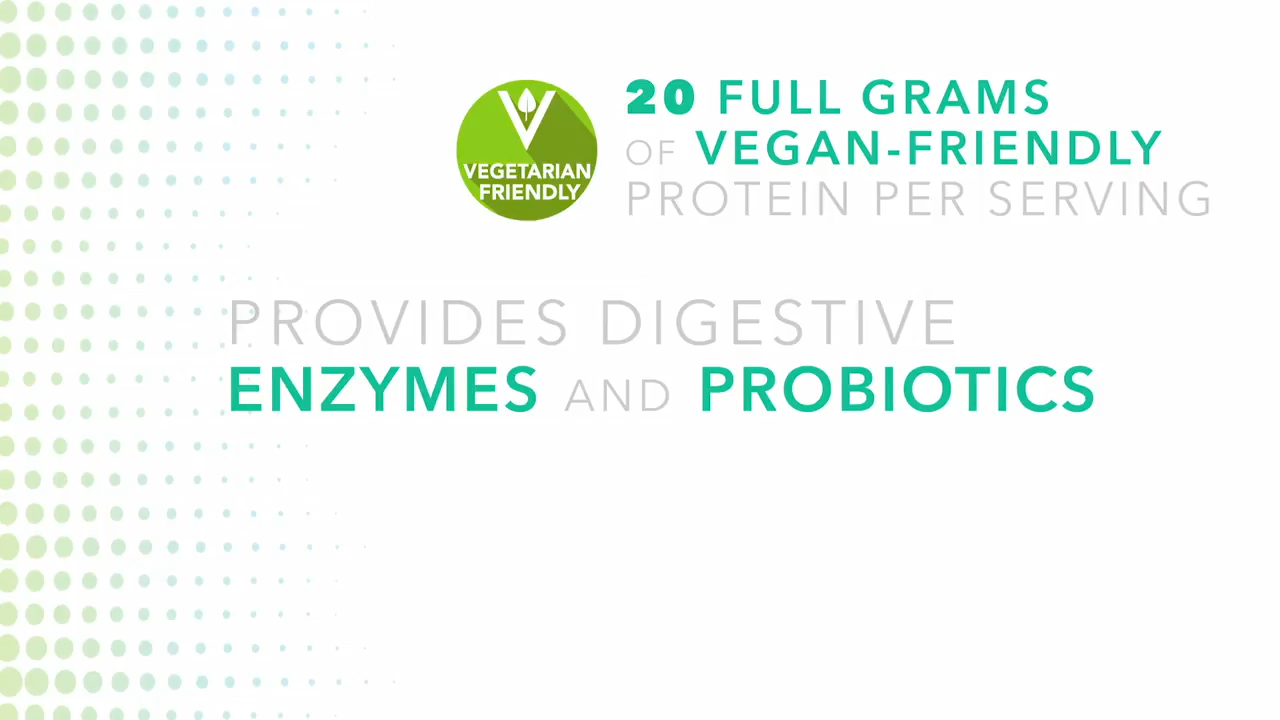 V
VEGETARIAN
FRIENDLY
20 FULL GRAMS
OF VEGAN-FRIENDLY
PROTEIN PER SERVING
PROVIDES DIGESTIVE
ENZYMES AND PROBIOTICS